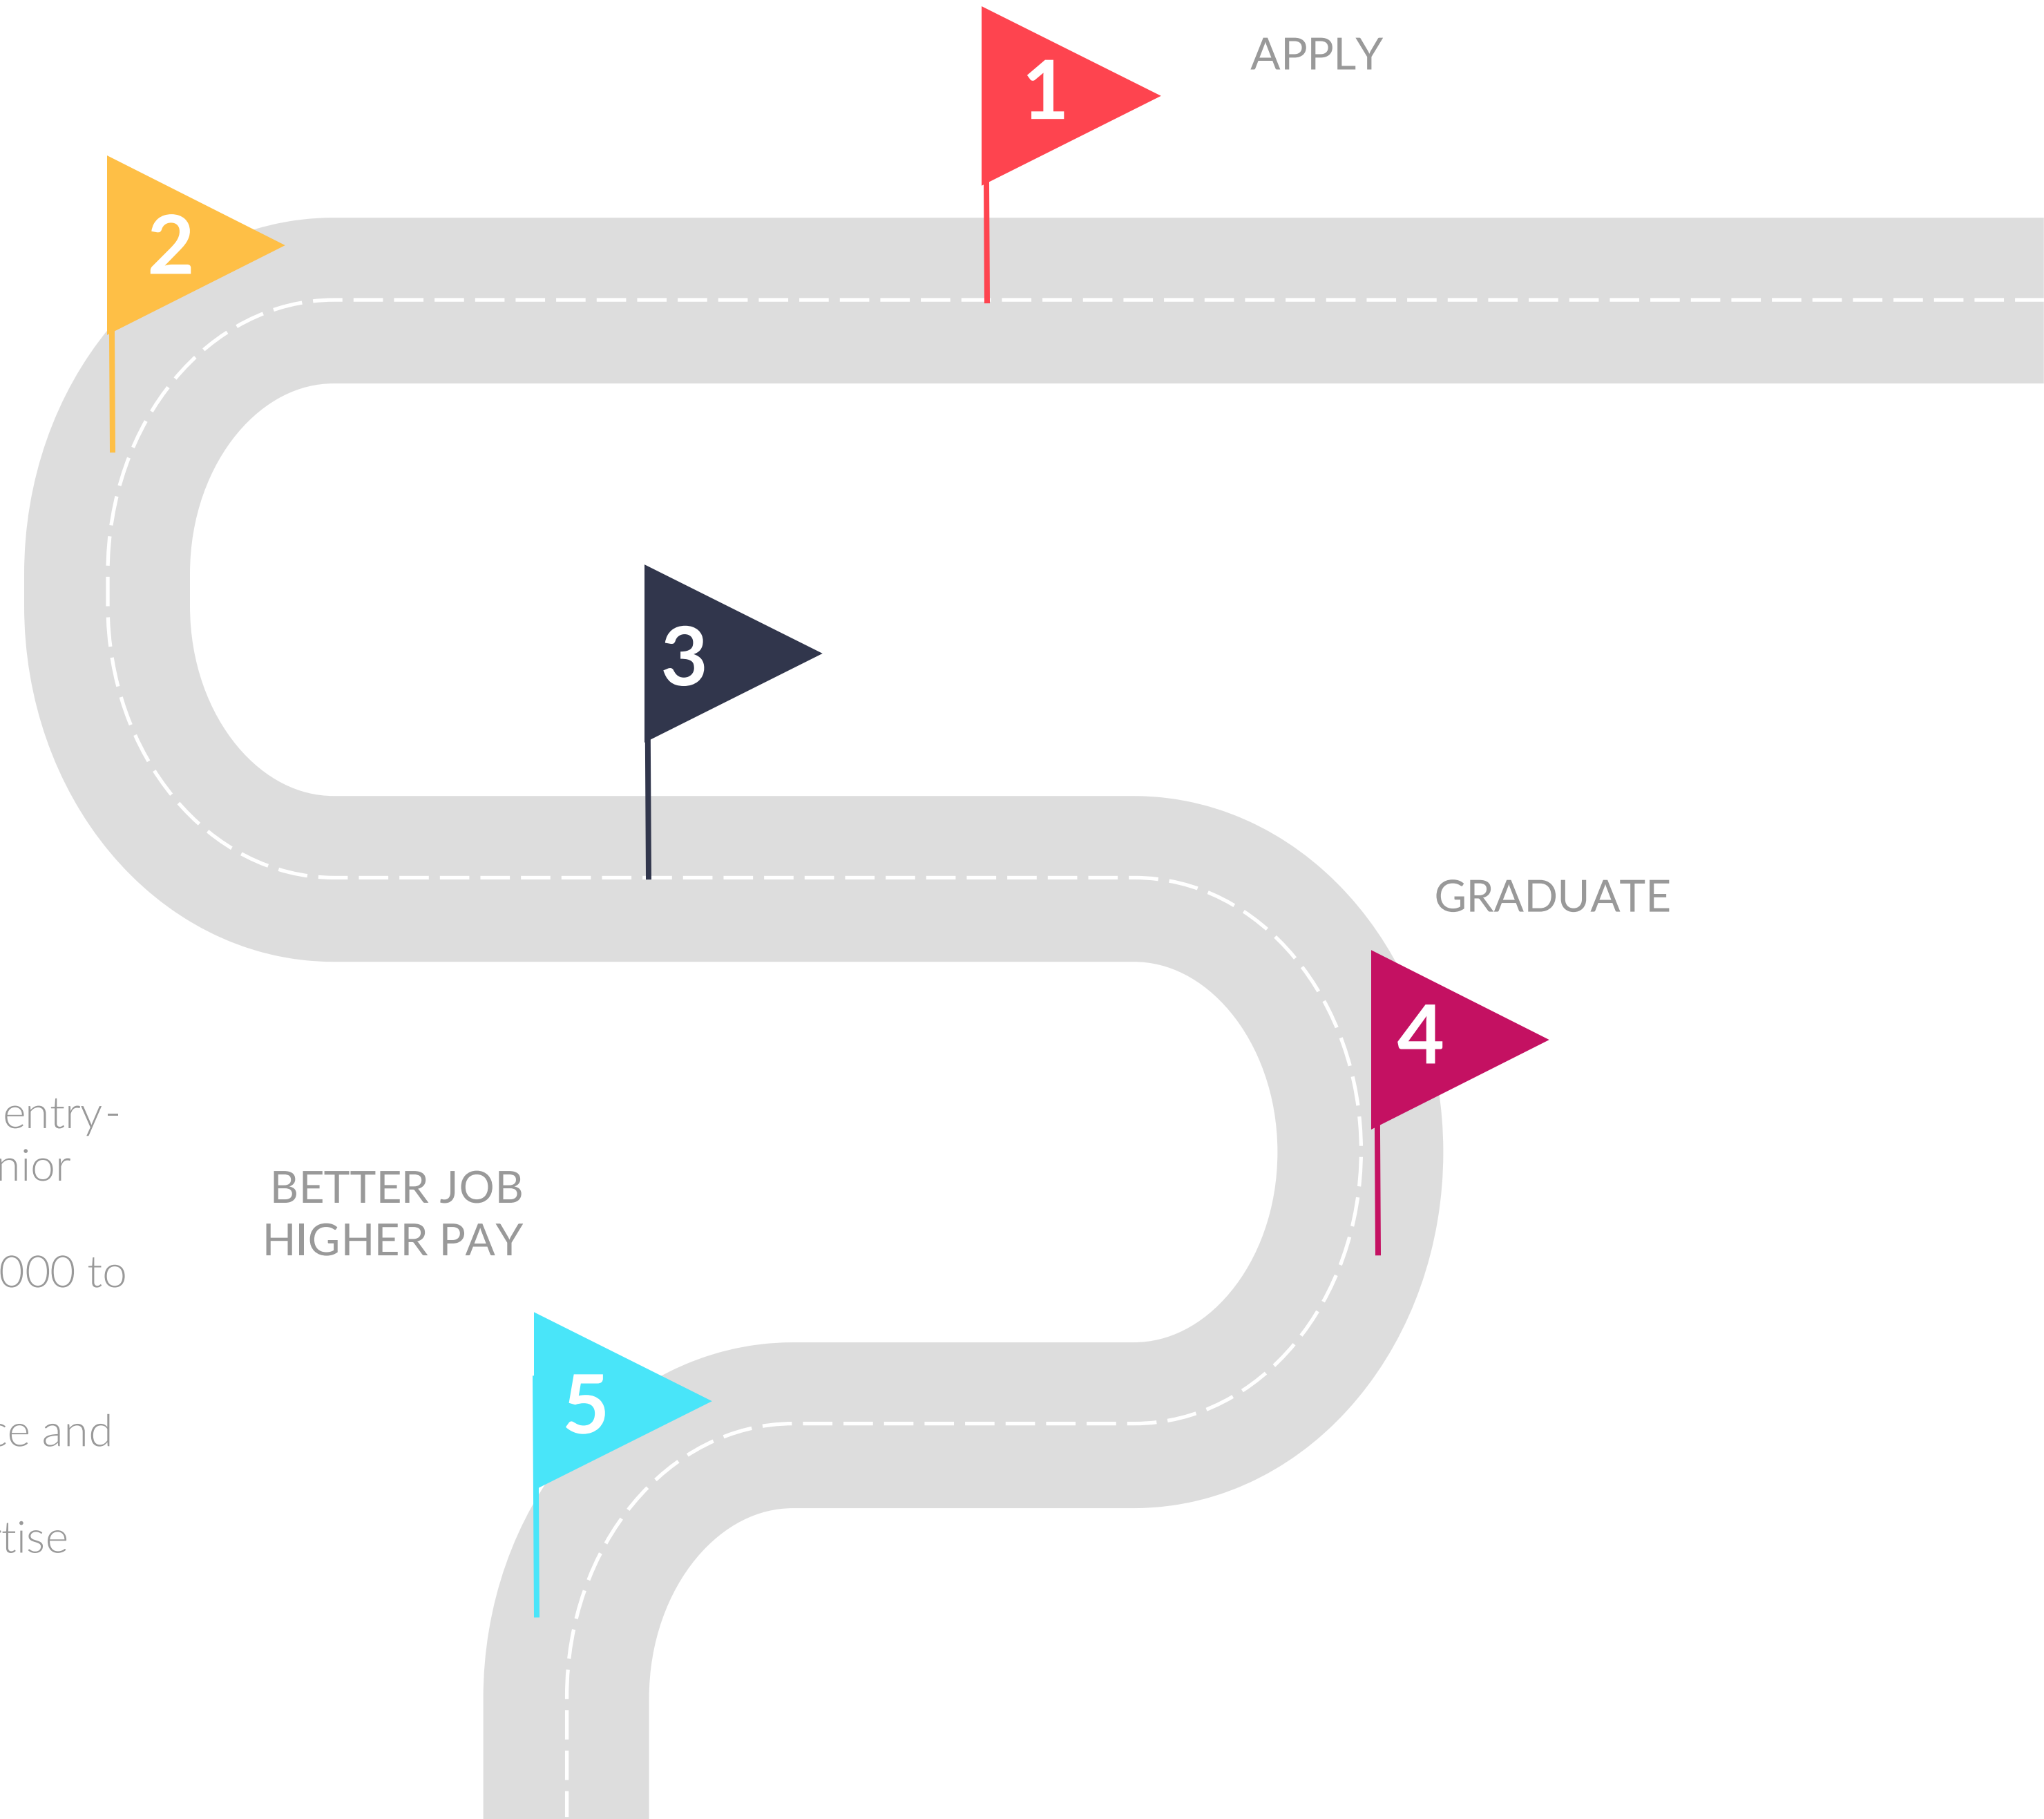 1
APPLY
2
3
GRADUATE
4
entry-
nior
BETTER JOB
HIGHER PAY
000 to
5
ce and
tise